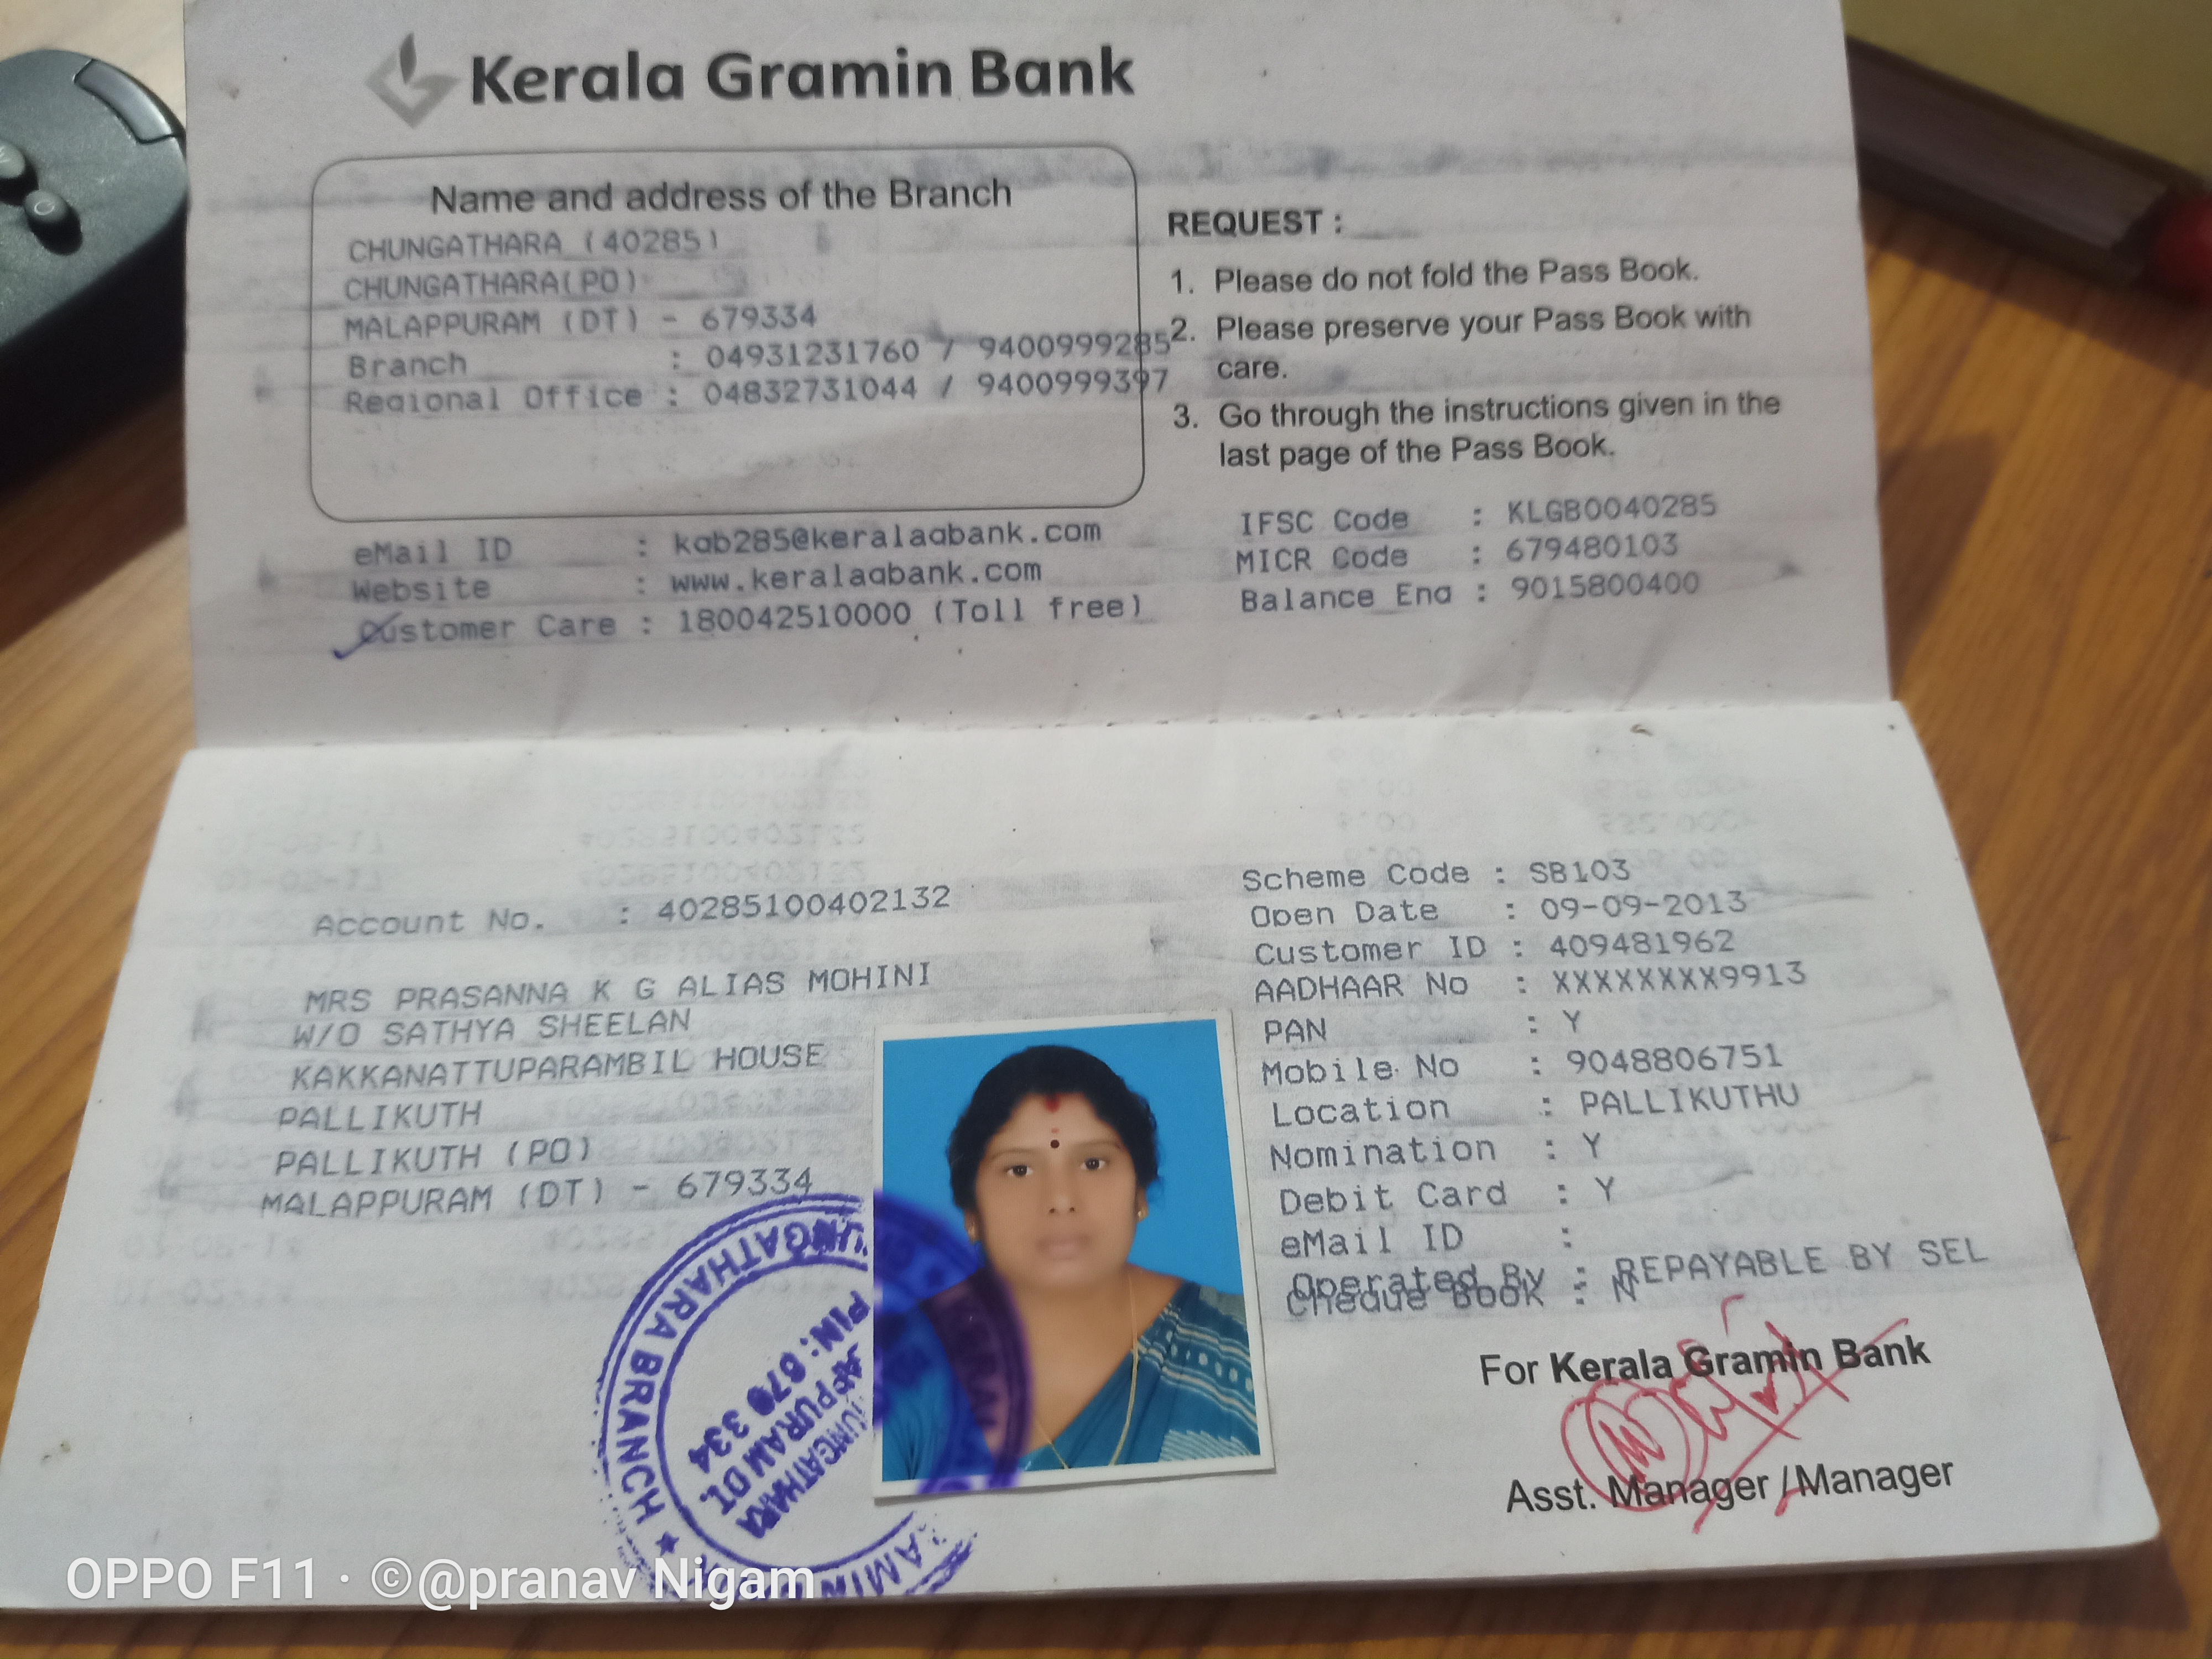 Kerala Gramin Bank
Name and address of the Branch
CHUNGATHARA (40285)
CHUNGATHARA(PO)
MALAPPURAM (DT) - 679334
Branch : 04931231760 / 9400999285
Regional Office : 04832731044 / 9400999397
eMail ID : kgb285@keralagbank.com
Website : www.keralagbank.com
Customer Care : 180042510000 (Toll free)
REQUEST :
1. Please do not fold the Pass Book.
2. Please preserve your Pass Book with
care.
3. Go through the instructions given in the
last page of the Pass Book.
IFSC Code : KLGB0040285
MICR Code : 679480103
Balance Enq : 9015800400
Account No. : 40285100402132
MRS PRASANNA K G ALIAS MOHINI
W/O SATHYA SHEELAN
KAKKANATTUPARAMBIL HOUSE
PALLIKUTH
PALLIKUTH (PO)
MALAPPURAM (DT) - 679334
Scheme Code : SB103
Open Date : 09-09-2013
Customer ID : 409481962
AADHAAR No : XXXXXXXX9913
PAN : Y
Mobile No : 9048806751
Location : PALLIKUTHU
Nomination : Y
Debit Card : Y
eMail ID :
Operated By : REPAYABLE BY SEL
Cheque Book : N
For Kerala Gramin Bank
Asst. Manager / Manager
CHUNGATHARA BRANCH ★
PIN: 679 334
OPPO F11 · ©@pranav Nigam